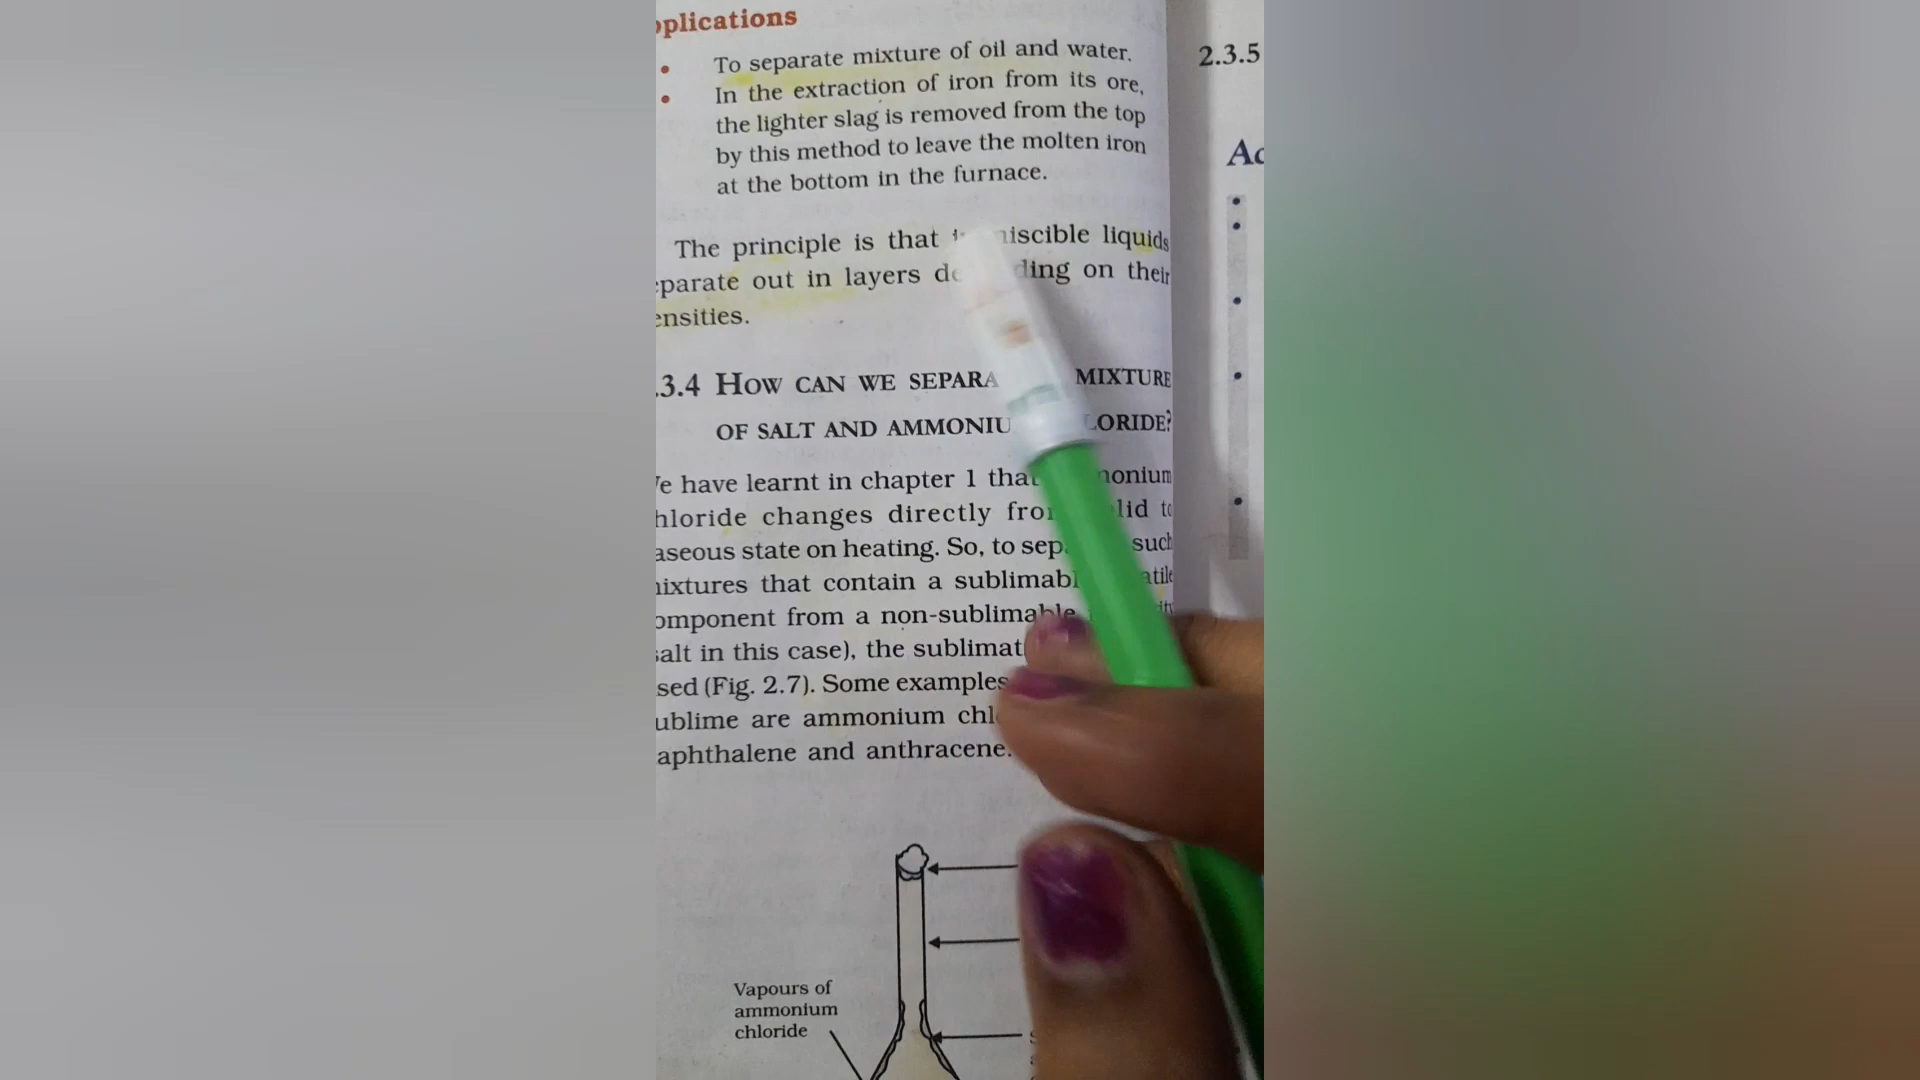 pplications
• To separate mixture of oil and water.
• In the extraction of iron from its ore,
the lighter slag is removed from the top
by this method to leave the molten iron
at the bottom in the furnace.
The principle is that miscible liquids
parate out in layers ding on their
ensities.
.3.4 HOW CAN WE SEPARA MIXTURE
OF SALT AND AMMONIU LORIDE?
e have learnt in chapter 1 that monium
hloride changes directly from lid to
aseous state on heating. So, to sep such
ixtures that contain a sublimabl atile
omponent from a non-sublimable
salt in this case), the sublimat
sed (Fig. 2.7). Some examples
ublime are ammonium chl
aphthalene and anthracene.
Vapours of
ammonium
chloride
2.3.5
Ac